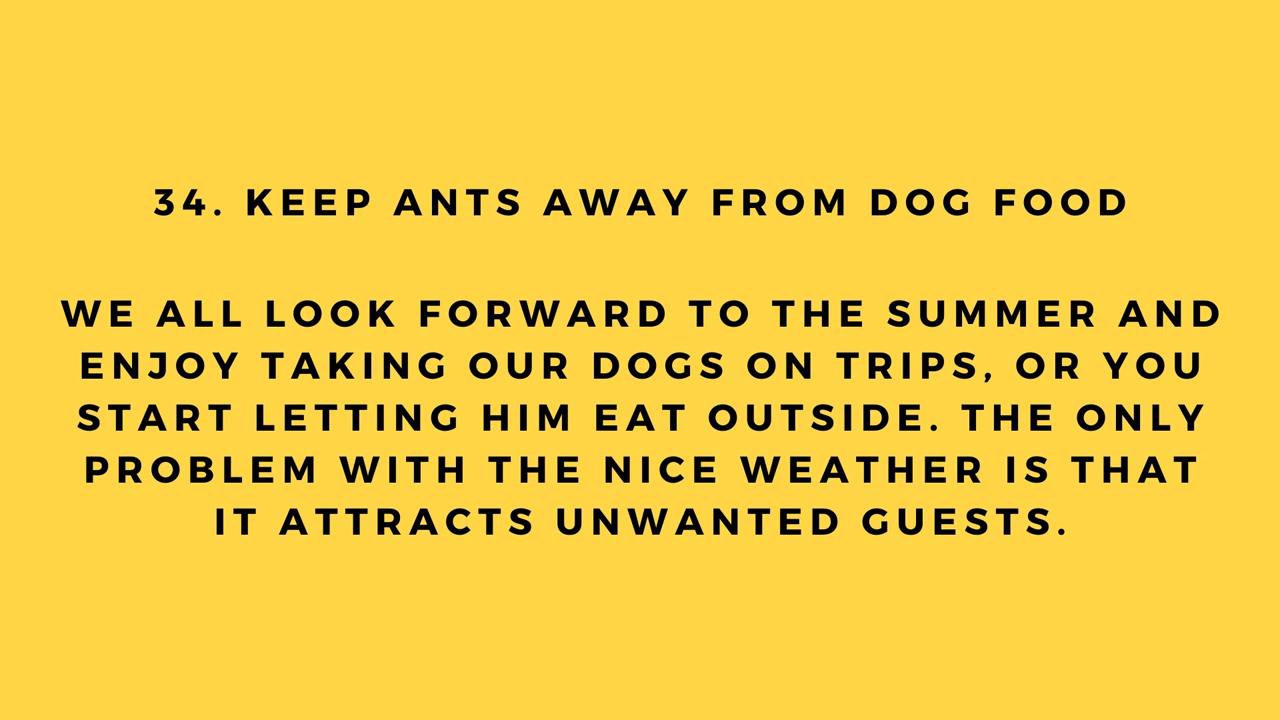 34. KEEP ANTS AWAY FROM DOG FOOD
WE ALL LOOK FORWARD TO THE SUMMER AND
ENJOY TAKING OUR DOGS ON TRIPS, OR YOU
START LETTING HIM EAT OUTSIDE. THE ONLY
PROBLEM WITH THE NICE WEATHER IS THAT
IT ATTRACTS UNWANTED GUESTS.